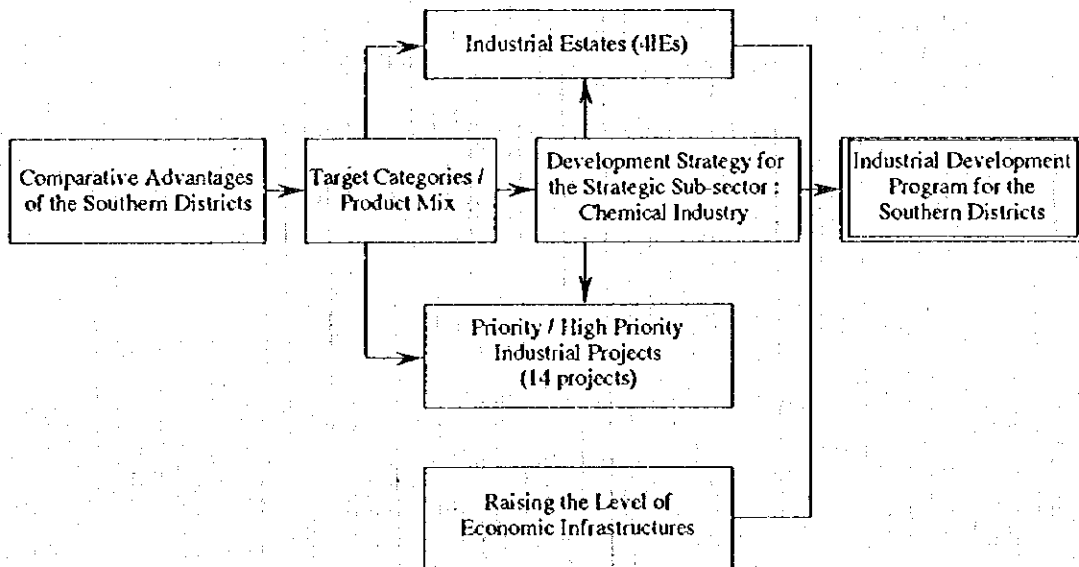 Industrial Estates (4IEs)
Comparative Advantages
of the Southern Districts
Target Categories /
Product Mix
Development Strategy for
the Strategic Sub-sector :
Chemical Industry
Industrial Development
Program for the
Southern Districts
Priority / High Priority
Industrial Projects
(14 projects)
Raising the Level of
Economic Infrastructures